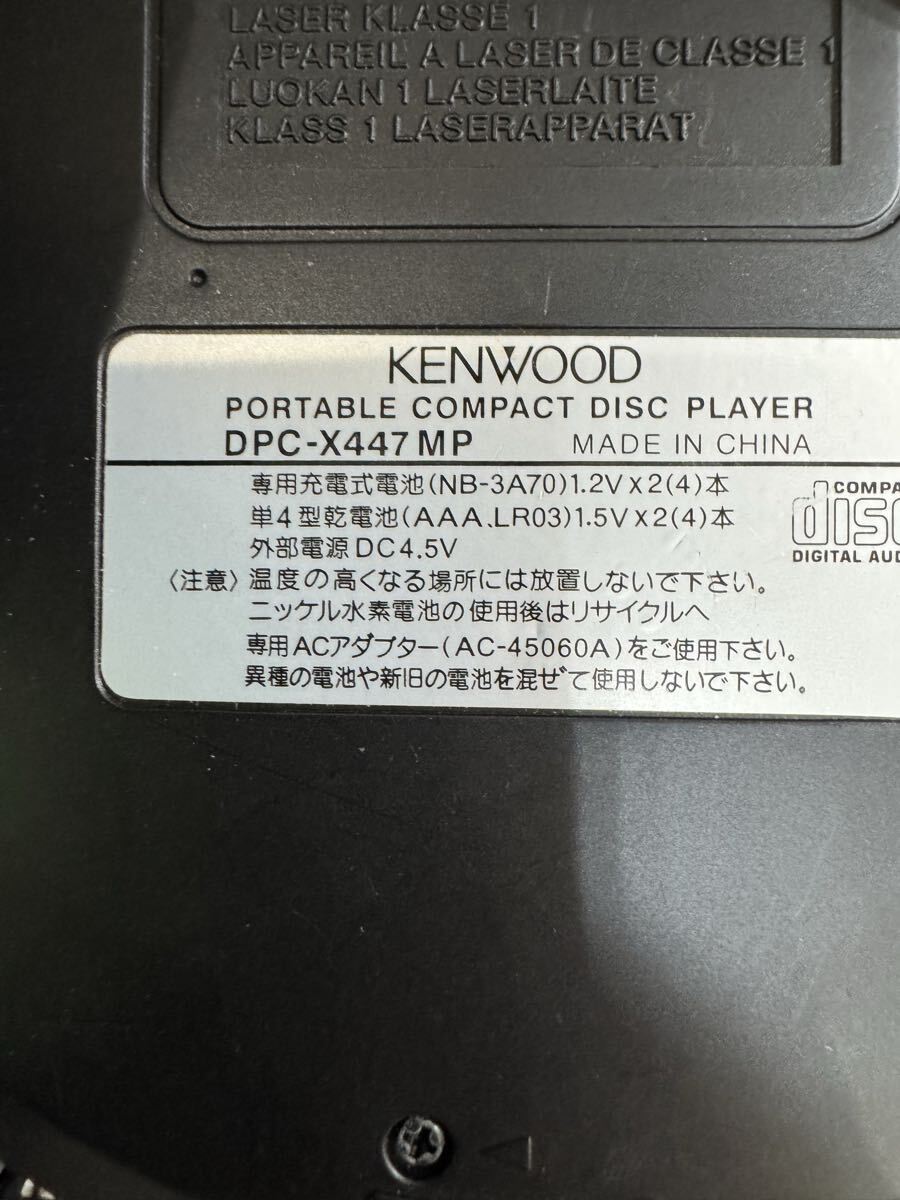 LASER KLASSE 1
APPAREIL A LASER DE CLASSE 1
LUOKAN 1 LASERLAITE
KLASS 1 LASERAPPARAT
KENWOOD
PORTABLE COMPACT DISC PLAYER
DPC-X447MP MADE IN CHINA
専用充電式電池(NB-3A70)1.2V×2(4)本
単4型乾電池(AAA、LR03)1.5V×2(4)本
外部電源DC4.5V
〈注意〉温度の高くなる場所には放置しないで下さい。
ニッケル水素電池の使用後はリサイクルへ
専用ACアダプター(AC-45060A)をご使用下さい。
異種の電池や新旧の電池を混ぜて使用しないで下さい。
COMPA
disc
DIGITAL AUD